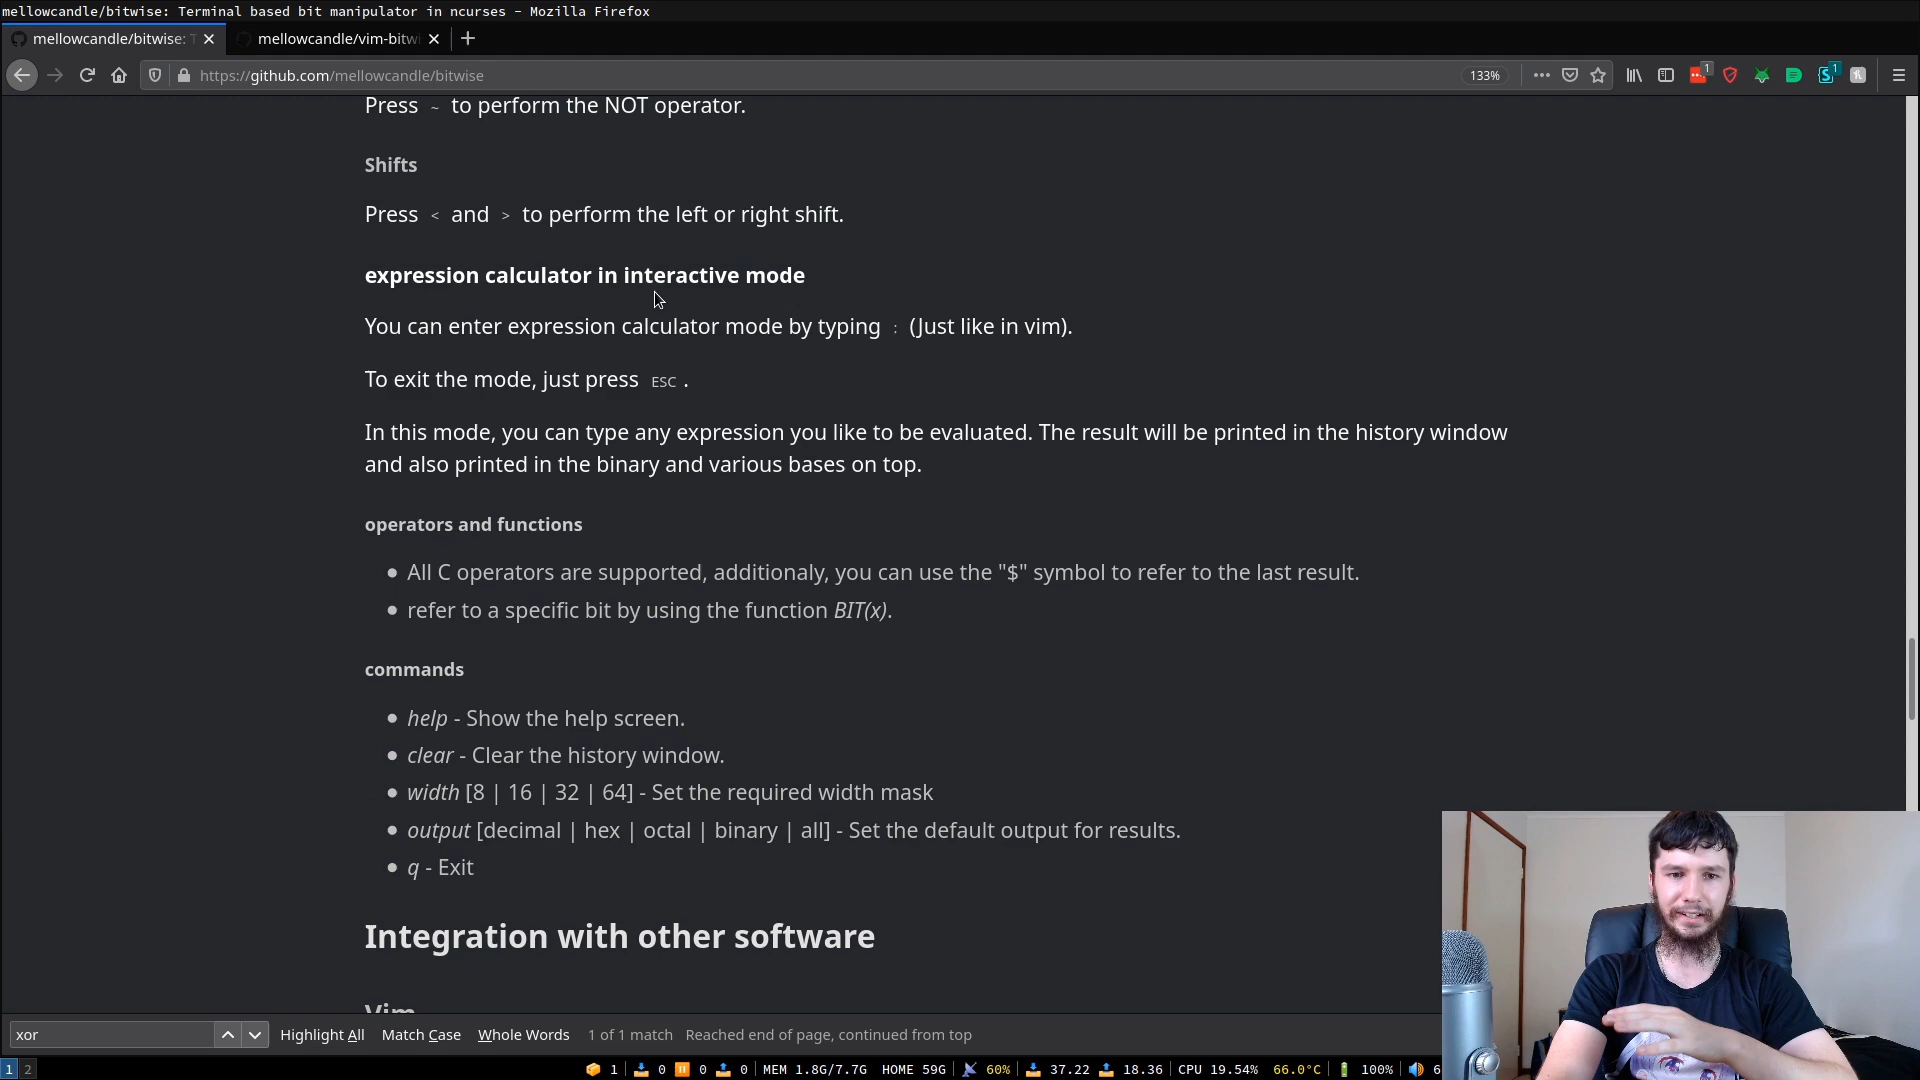 mellowcandle/bitwise: Terminal based bit manipulator in ncurses - Mozilla Firefox
mellowcandle/bitwise: T
mellowcandle/vim-bitw
https://github.com/mellowcandle/bitwise
133%
1
1
Press ~ to perform the NOT operator.
Shifts
Press < and > to perform the left or right shift.
expression calculator in interactive mode
You can enter expression calculator mode by typing : (Just like in vim).
To exit the mode, just press ESC .
In this mode, you can type any expression you like to be evaluated. The result will be printed in the history window
and also printed in the binary and various bases on top.
operators and functions
All C operators are supported, additionaly, you can use the "$" symbol to refer to the last result.
refer to a specific bit by using the function BIT(x).
commands
help - Show the help screen.
clear - Clear the history window.
width [8 | 16 | 32 | 64] - Set the required width mask
output [decimal | hex | octal | binary | all] - Set the default output for results.
q - Exit
Integration with other software
Vim
xor
Highlight All Match Case Whole Words 1 of 1 match Reached end of page, continued from top
1 2
1 0 0 0 MEM 1.8G/7.7G HOME 59G 60% 37.22 18.36 CPU 19.54% 66.0°C 100% 6